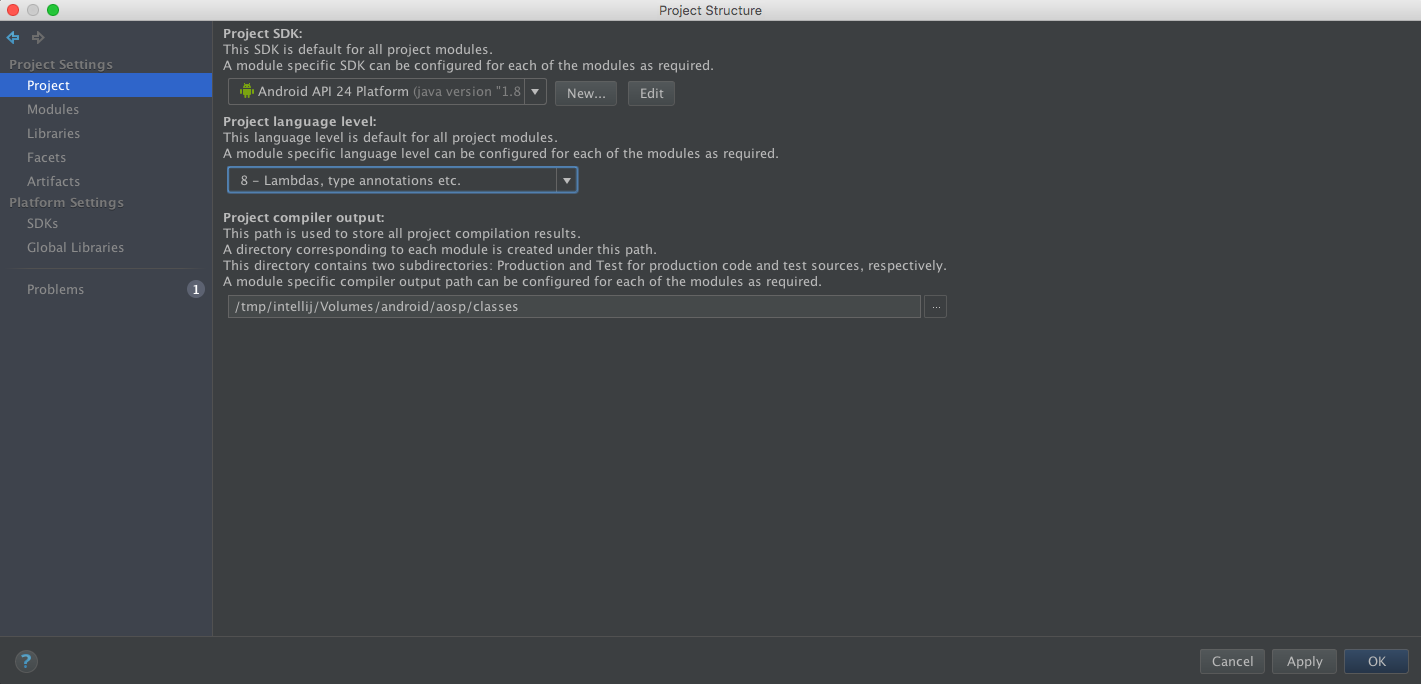 Project Structure
Project Settings
Project
Modules
Libraries
Facets
Artifacts
Platform Settings
SDKs
Global Libraries
Problems 1
Project SDK:
This SDK is default for all project modules.
A module specific SDK can be configured for each of the modules as required.
Android API 24 Platform (java version "1.8 New... Edit
Project language level:
This language level is default for all project modules.
A module specific language level can be configured for each of the modules as required.
8 – Lambdas, type annotations etc.
Project compiler output:
This path is used to store all project compilation results.
A directory corresponding to each module is created under this path.
This directory contains two subdirectories: Production and Test for production code and test sources, respectively.
A module specific compiler output path can be configured for each of the modules as required.
/tmp/intellij/Volumes/android/aosp/classes ...
? Cancel Apply OK